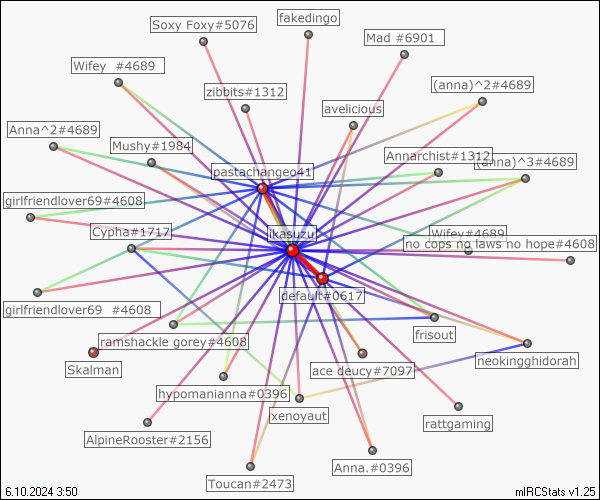 Soxy Foxy#5076
fakedingo
Mad #6901
Wifey #4689
zibbits#1312
(anna)^2#4689
avelicious
Anna^2#4689
Mushy#1984
Annarchist#1312
(anna)^3#4689
pastachangeo41
girlfriendlover69#4608
Cypha#1717
ikasuzu
Wifey#4689
no cops no laws no hope#4608
default#0617
girlfriendlover69 #4608
frisout
ramshackle gorey#4608
neokingghidorah
Skalman
ace deucy#7097
hypomanianna#0396
xenoyaut
rattgaming
AlpineRooster#2156
Anna.#0396
Toucan#2473
6.10.2024 3:50
mIRCStats v1.25